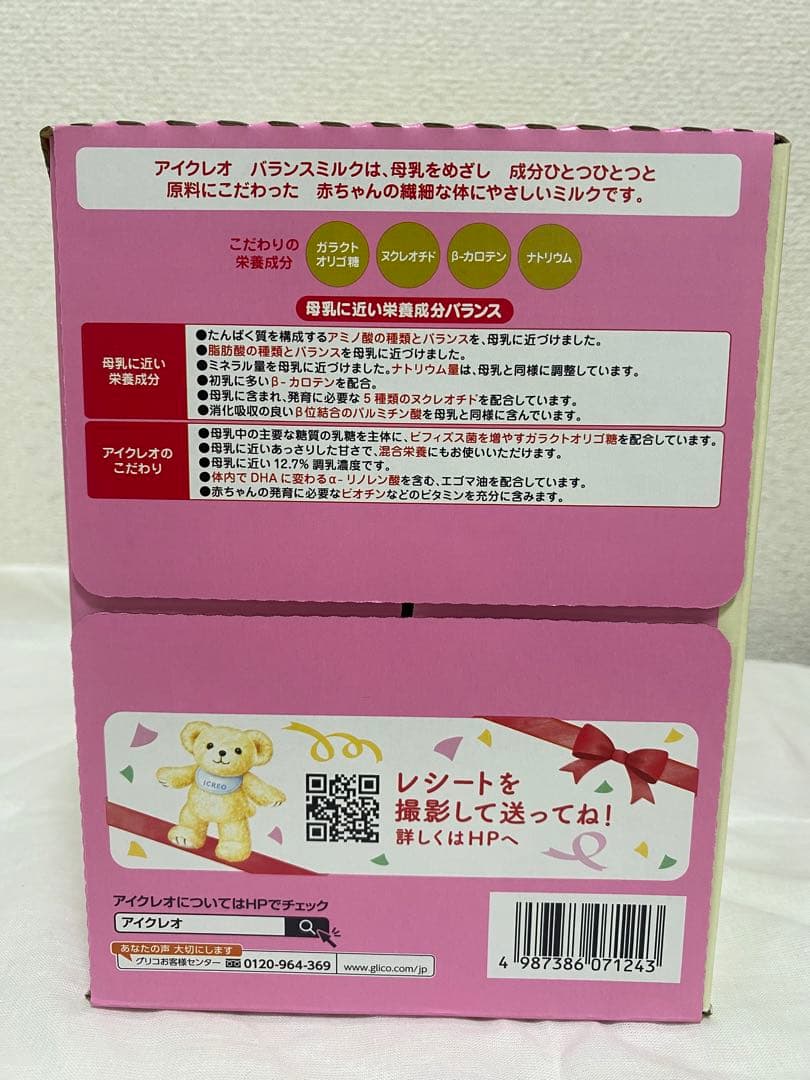 アイクレオ バランスミルクは、母乳をめざし 成分ひとつひとつと
原料にこだわった 赤ちゃんの繊細な体にやさしいミルクです。
こだわりの
栄養成分
ガラクト
オリゴ糖
ヌクレオチド
β-カロテン
ナトリウム
母乳に近い栄養成分バランス
母乳に近い
栄養成分
●たんぱく質を構成するアミノ酸の種類とバランスを、母乳に近づけました。
●脂肪酸の種類とバランスを母乳に近づけました。
●ミネラル量を母乳に近づけました。ナトリウム量は、母乳と同様に調整しています。
●初乳に多いβ-カロテンを配合。
●母乳に含まれ、発育に必要な5種類のヌクレオチドを配合しています。
●消化吸収の良いβ位結合のパルミチン酸を母乳と同様に含んでいます。
アイクレオの
こだわり
●母乳中の主要な糖質の乳糖を主体に、ビフィズス菌を増やすガラクトオリゴ糖を配合しています。
●母乳に近いあっさりした甘さで、混合栄養にもお使いいただけます。
●母乳に近い12.7%調乳濃度です。
●体内でDHAに変わるα-リノレン酸を含む、エゴマ油を配合しています。
●赤ちゃんの発育に必要なビオチンなどのビタミンを充分に含みます。
iCREO
レシートを
撮影して送ってね!
詳しくはHPへ
アイクレオについてはHPでチェック
アイクレオ
あなたの声 大切にします
グリコお客様センター 0120-964-369
www.glico.com/jp
4 987386 071243